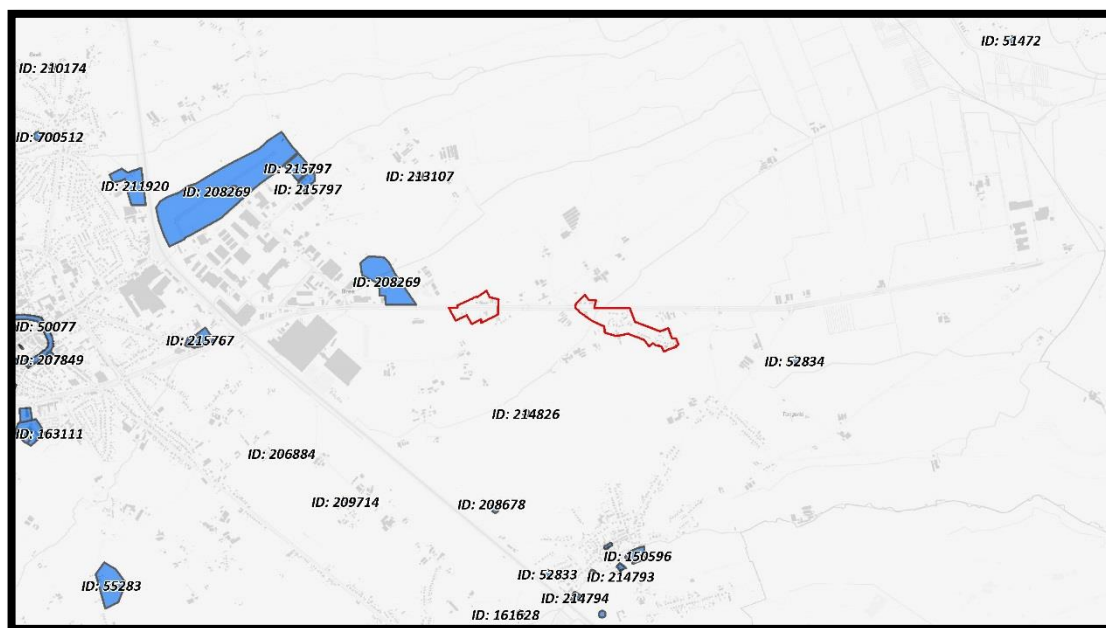 ID: 51472
ID: 210174
ID: 700512
ID: 215797
ID: 213107
ID: 211920
ID: 208269
ID: 215797
ID: 208269
ID: 50077
ID: 215767
ID: 207849
ID: 52834
ID: 214826
ID: 163111
ID: 206884
ID: 209714
ID: 208678
ID: 150596
ID: 52833
ID: 214793
ID: 55283
ID: 214794
ID: 161628